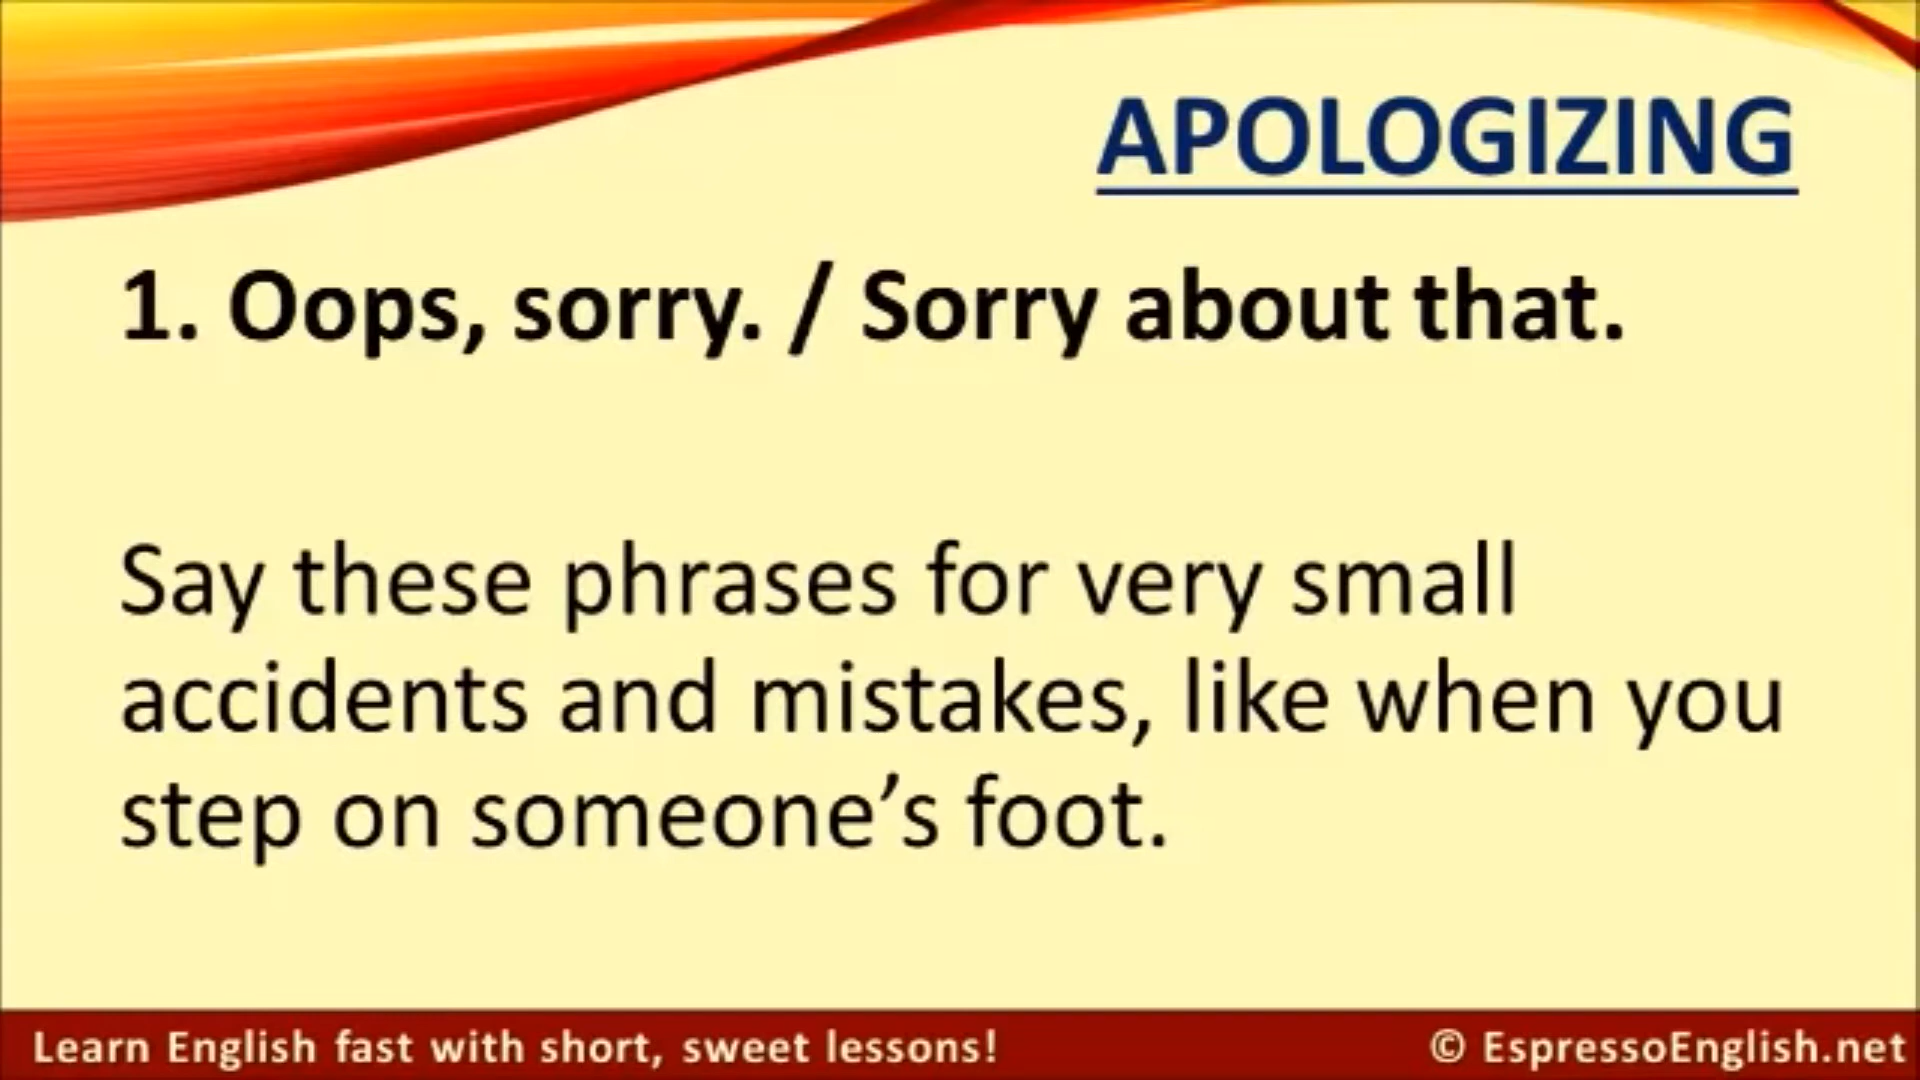 APOLOGIZING
1. Oops, sorry. / Sorry about that.
Say these phrases for very small
accidents and mistakes, like when you
step on someone’s foot.
Learn English fast with short, sweet lessons!
© EspressoEnglish.net